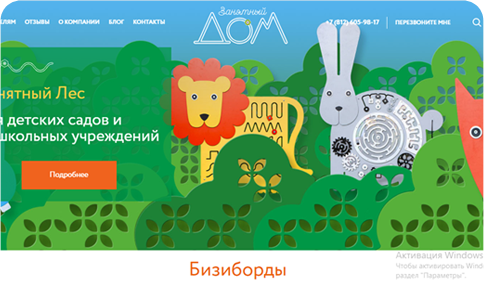 ЛЯМ ОТЗЫВЫ О КОМПАНИИ БЛОГ КОНТАКТЫ
Занятный
ДОМ
+7 (812) 605-98-17 ПЕРЕЗВОНИТЕ МНЕ
нятный Лес
я детских садов и
школьных учреждений
Подробнее
Бизиборды
Активация Windows
Чтобы активировать Wind
раздел "Параметры".